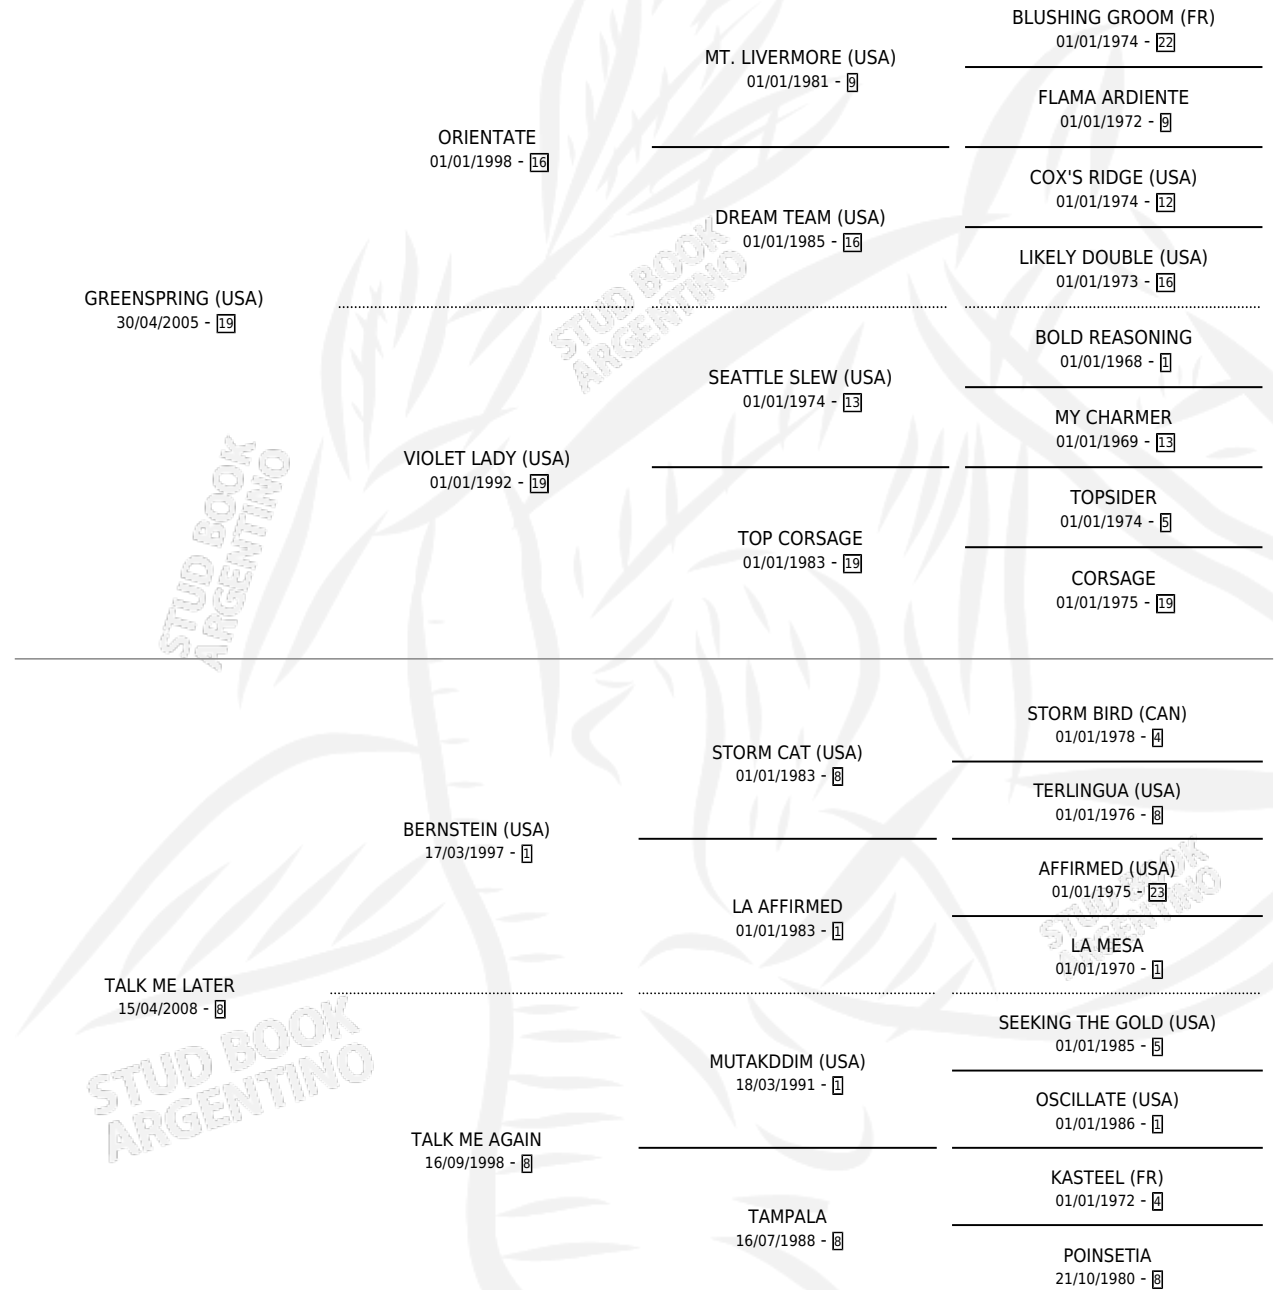 BLUSHING GROOM (FR)
01/01/1974 - 22
MT. LIVERMORE (USA)
01/01/1981 - 9
FLAMA ARDIENTE
01/01/1972 - 9
ORIENTATE
01/01/1998 - 16
COX'S RIDGE (USA)
01/01/1974 - 12
DREAM TEAM (USA)
01/01/1985 - 16
LIKELY DOUBLE (USA)
01/01/1973 - 16
GREENSPRING (USA)
30/04/2005 - 19
BOLD REASONING
01/01/1968 - 1
SEATTLE SLEW (USA)
01/01/1974 - 13
MY CHARMER
01/01/1969 - 13
VIOLET LADY (USA)
01/01/1992 - 19
TOPSIDER
01/01/1974 - 5
TOP CORSAGE
01/01/1983 - 19
CORSAGE
01/01/1975 - 19
STORM BIRD (CAN)
01/01/1978 - 4
STORM CAT (USA)
01/01/1983 - 8
TERLINGUA (USA)
01/01/1976 - 8
BERNSTEIN (USA)
17/03/1997 - 1
AFFIRMED (USA)
01/01/1975 - 23
LA AFFIRMED
01/01/1983 - 1
LA MESA
01/01/1970 - 1
TALK ME LATER
15/04/2008 - 8
SEEKING THE GOLD (USA)
01/01/1985 - 5
MUTAKDDIM (USA)
18/03/1991 - 1
OSCILLATE (USA)
01/01/1986 - 1
TALK ME AGAIN
16/09/1998 - 8
KASTEEL (FR)
01/01/1972 - 4
TAMPALA
16/07/1988 - 8
POINSETIA
21/10/1980 - 8
STUD BOOK
ARGENTINO
STUD BOOK
ARGENTINO
STUD BOOK
ARGENTINO
STUD BOOK
ARGENTINO